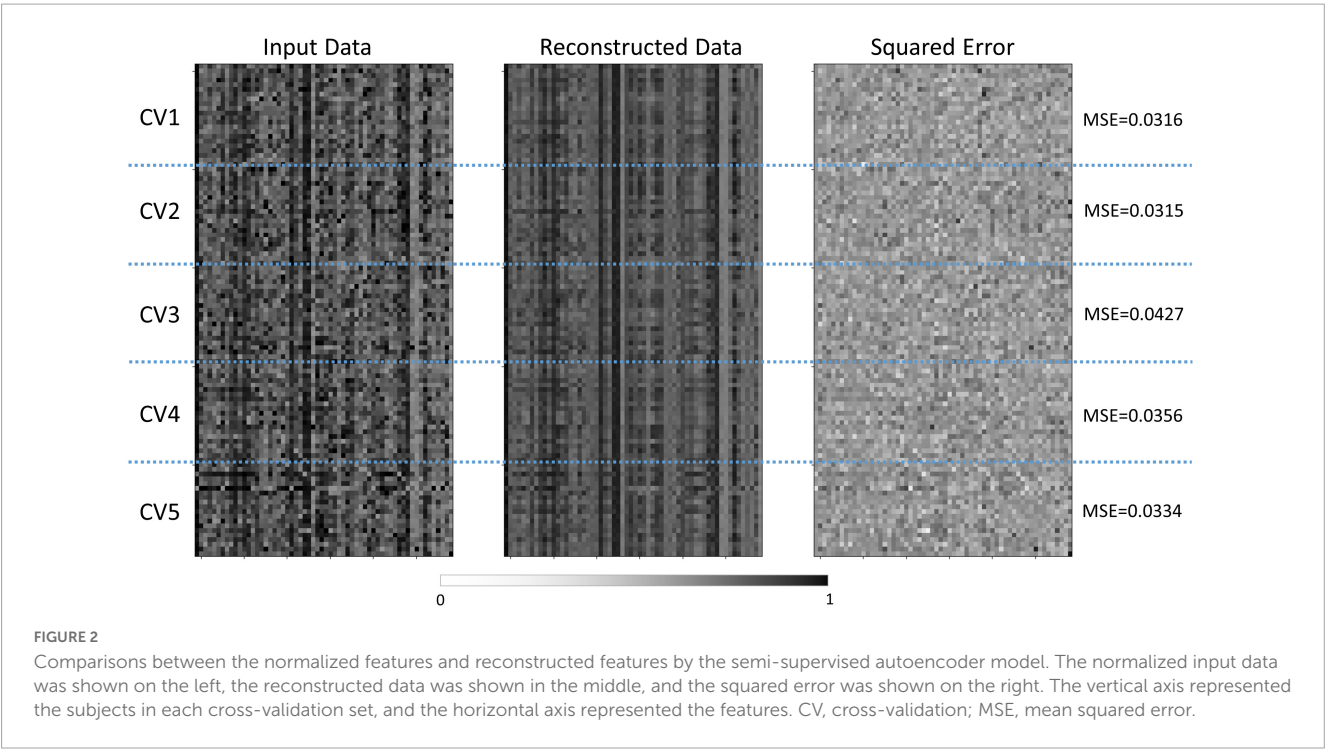 Input Data
Reconstructed Data
Squared Error
CV1
MSE=0.0316
CV2
MSE=0.0315
CV3
MSE=0.0427
CV4
MSE=0.0356
CV5
MSE=0.0334
0
1
FIGURE 2
Comparisons between the normalized features and reconstructed features by the semi-supervised autoencoder model. The normalized input data
was shown on the left, the reconstructed data was shown in the middle, and the squared error was shown on the right. The vertical axis represented
the subjects in each cross-validation set, and the horizontal axis represented the features. CV, cross-validation; MSE, mean squared error.